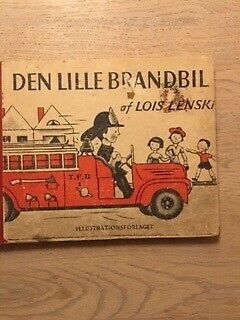 DEN LILLE BRANDBIL
af LOIS LENSKI
T.F.D
ILLUSTRATIONSFORLAGET